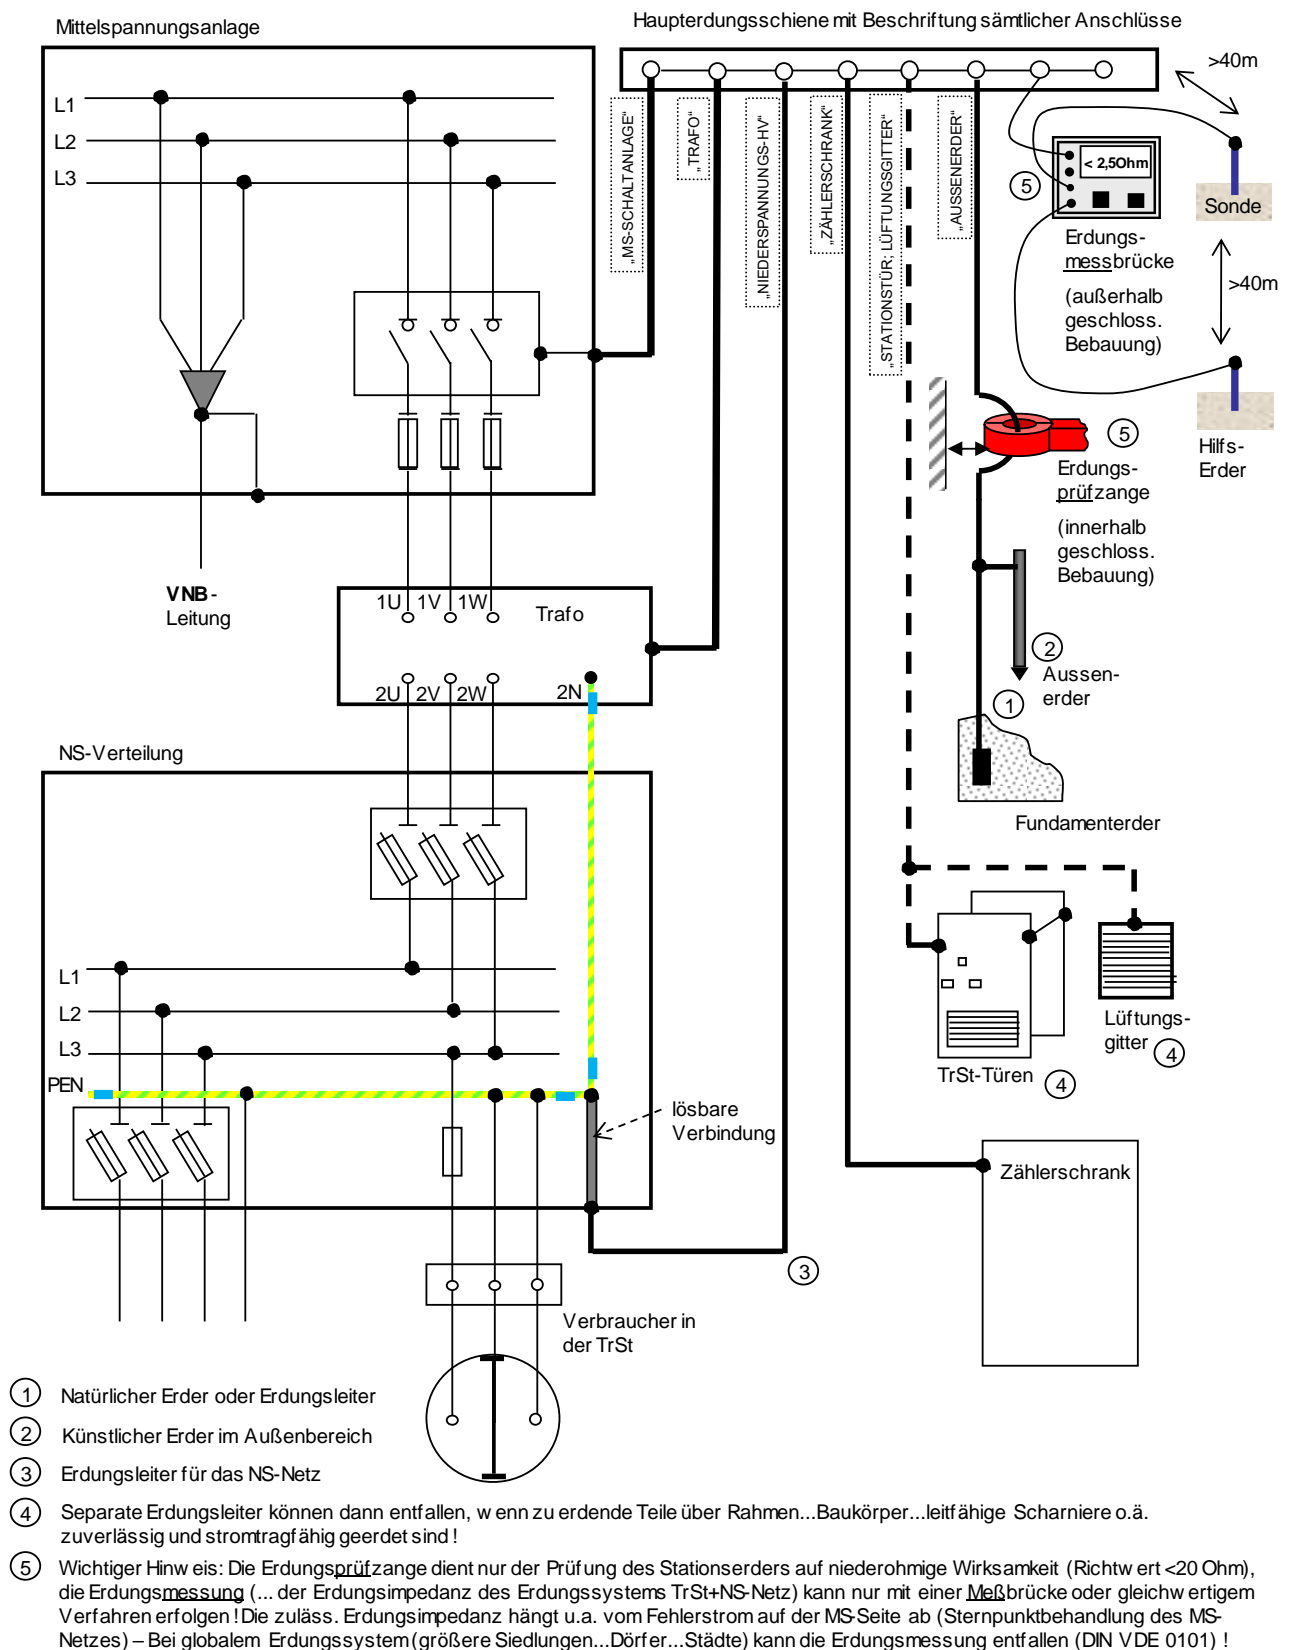 Mittelspannungsanlage
Haupterdungsschiene mit Beschriftung sämtlicher Anschlüsse
>40m
L1
L2
L3
„MS-SCHALTANLAGE“
„TRAFO“
„NIEDERSPANNUNGS-HV“
„ZÄHLERSCHRANK“
„STATIONSTÜR; LÜFTUNGSGITTER“
„AUSSENERDER“
< 2,5Ohm
5
Sonde
Erdungs-
messbrücke
(außerhalb
geschloss.
Bebauung)
>40m
Hilfs-
Erder
5
Erdungs-
prüfzange
(innerhalb
geschloss.
Bebauung)
VNB-
Leitung
1U
1V
1W
Trafo
2U
2V
2W
2N
2
Aussen-
erder
1
Fundamenterder
NS-Verteilung
L1
L2
L3
PEN
lösbare
Verbindung
Lüftungs-
gitter
4
TrSt-Türen
4
Zählerschrank
3
Verbraucher in
der TrSt
1 Natürlicher Erder oder Erdungsleiter
2 Künstlicher Erder im Außenbereich
3 Erdungsleiter für das NS-Netz
4 Separate Erdungsleiter können dann entfallen, wenn zu erdende Teile über Rahmen...Baukörper...leitfähige Scharniere o.ä.
zuverlässig und stromtragfähig geerdet sind !
5 Wichtiger Hinweis: Die Erdungsprüfzange dient nur der Prüfung des Stationserders auf niederohmige Wirksamkeit (Richtwert <20 Ohm),
die Erdungsmessung (... der Erdungsimpedanz des Erdungssystems TrSt+NS-Netz) kann nur mit einer Meßbrücke oder gleichwertigem
Verfahren erfolgen ! Die zuläss. Erdungsimpedanz hängt u.a. vom Fehlerstrom auf der MS-Seite ab (Sternpunktbehandlung des MS-
Netzes) – Bei globalem Erdungssystem (größere Siedlungen...Dörfer...Städte) kann die Erdungsmessung entfallen (DIN VDE 0101) !